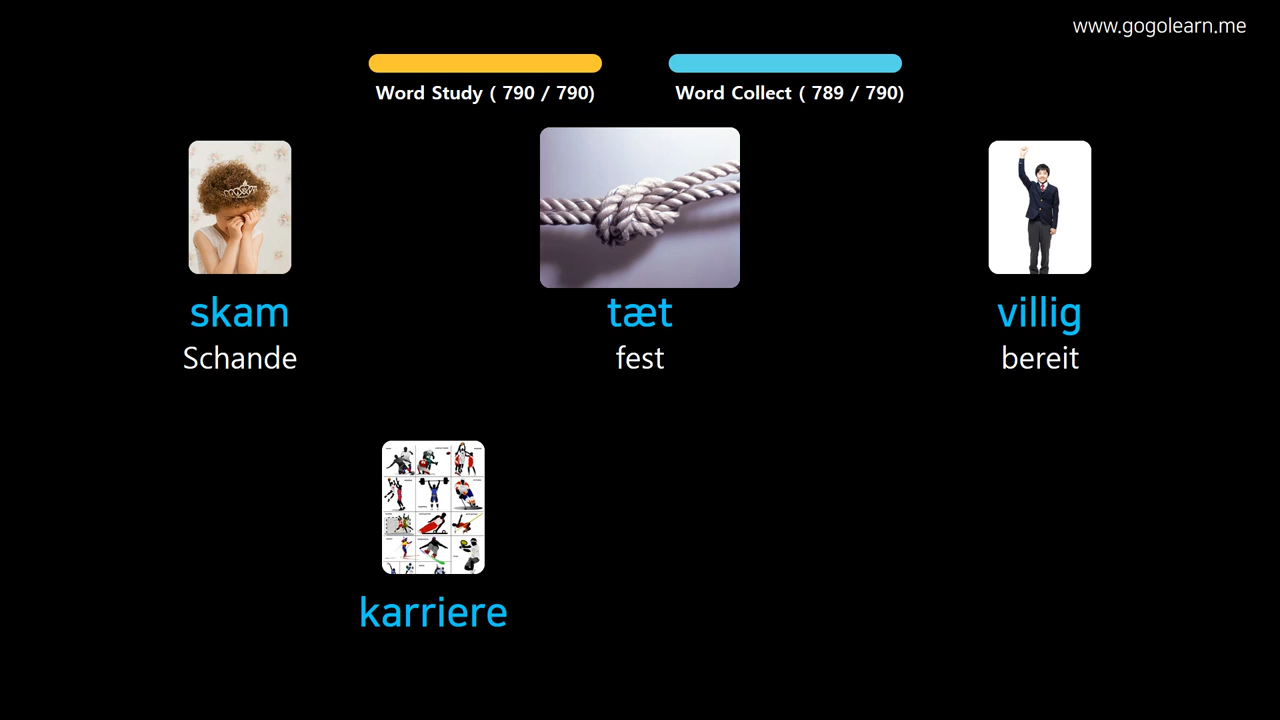 www.gogolearn.me
Word Study ( 790 / 790)
Word Collect ( 789 / 790)
skam
tæt
villig
Schande
fest
bereit
karriere